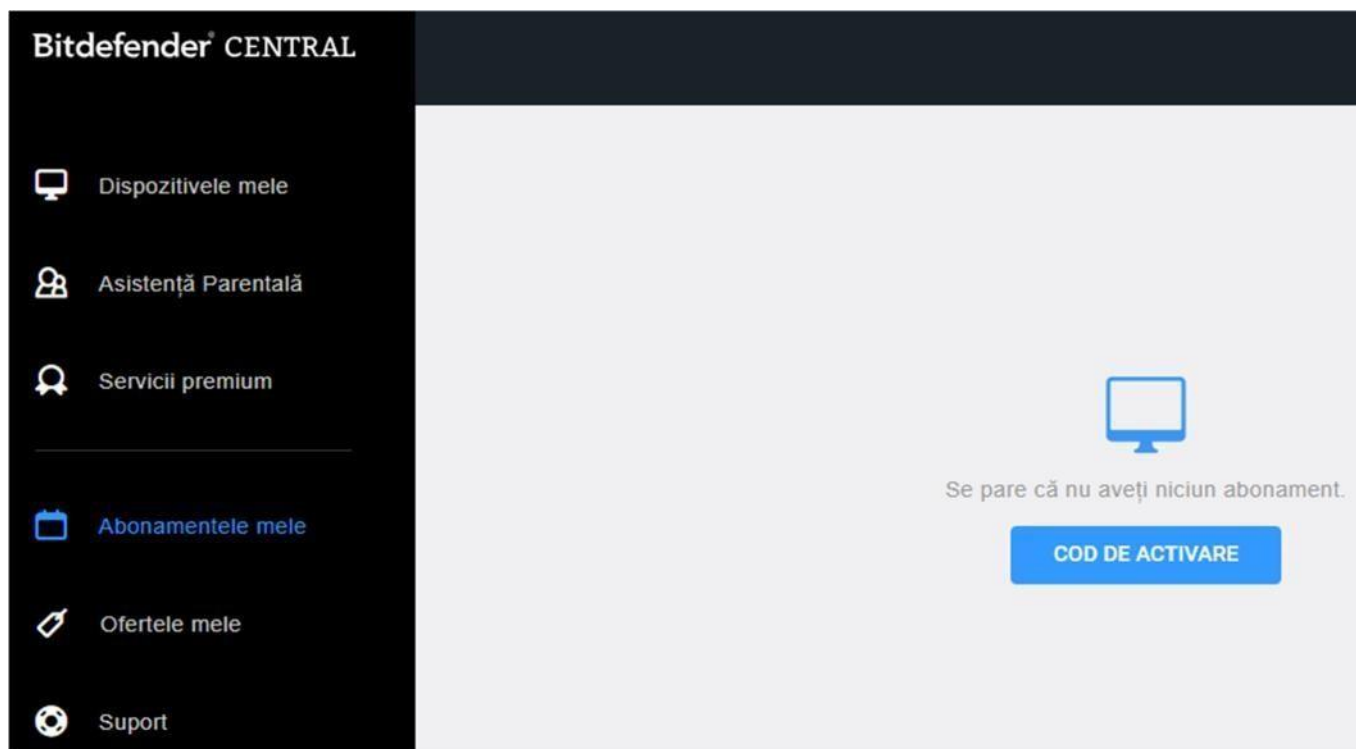 Bitdefender® CENTRAL
Dispozitivele mele
Asistență Parentală
Servicii premium
Abonamentele mele
Ofertele mele
Suport
Se pare că nu aveți niciun abonament.
COD DE ACTIVARE